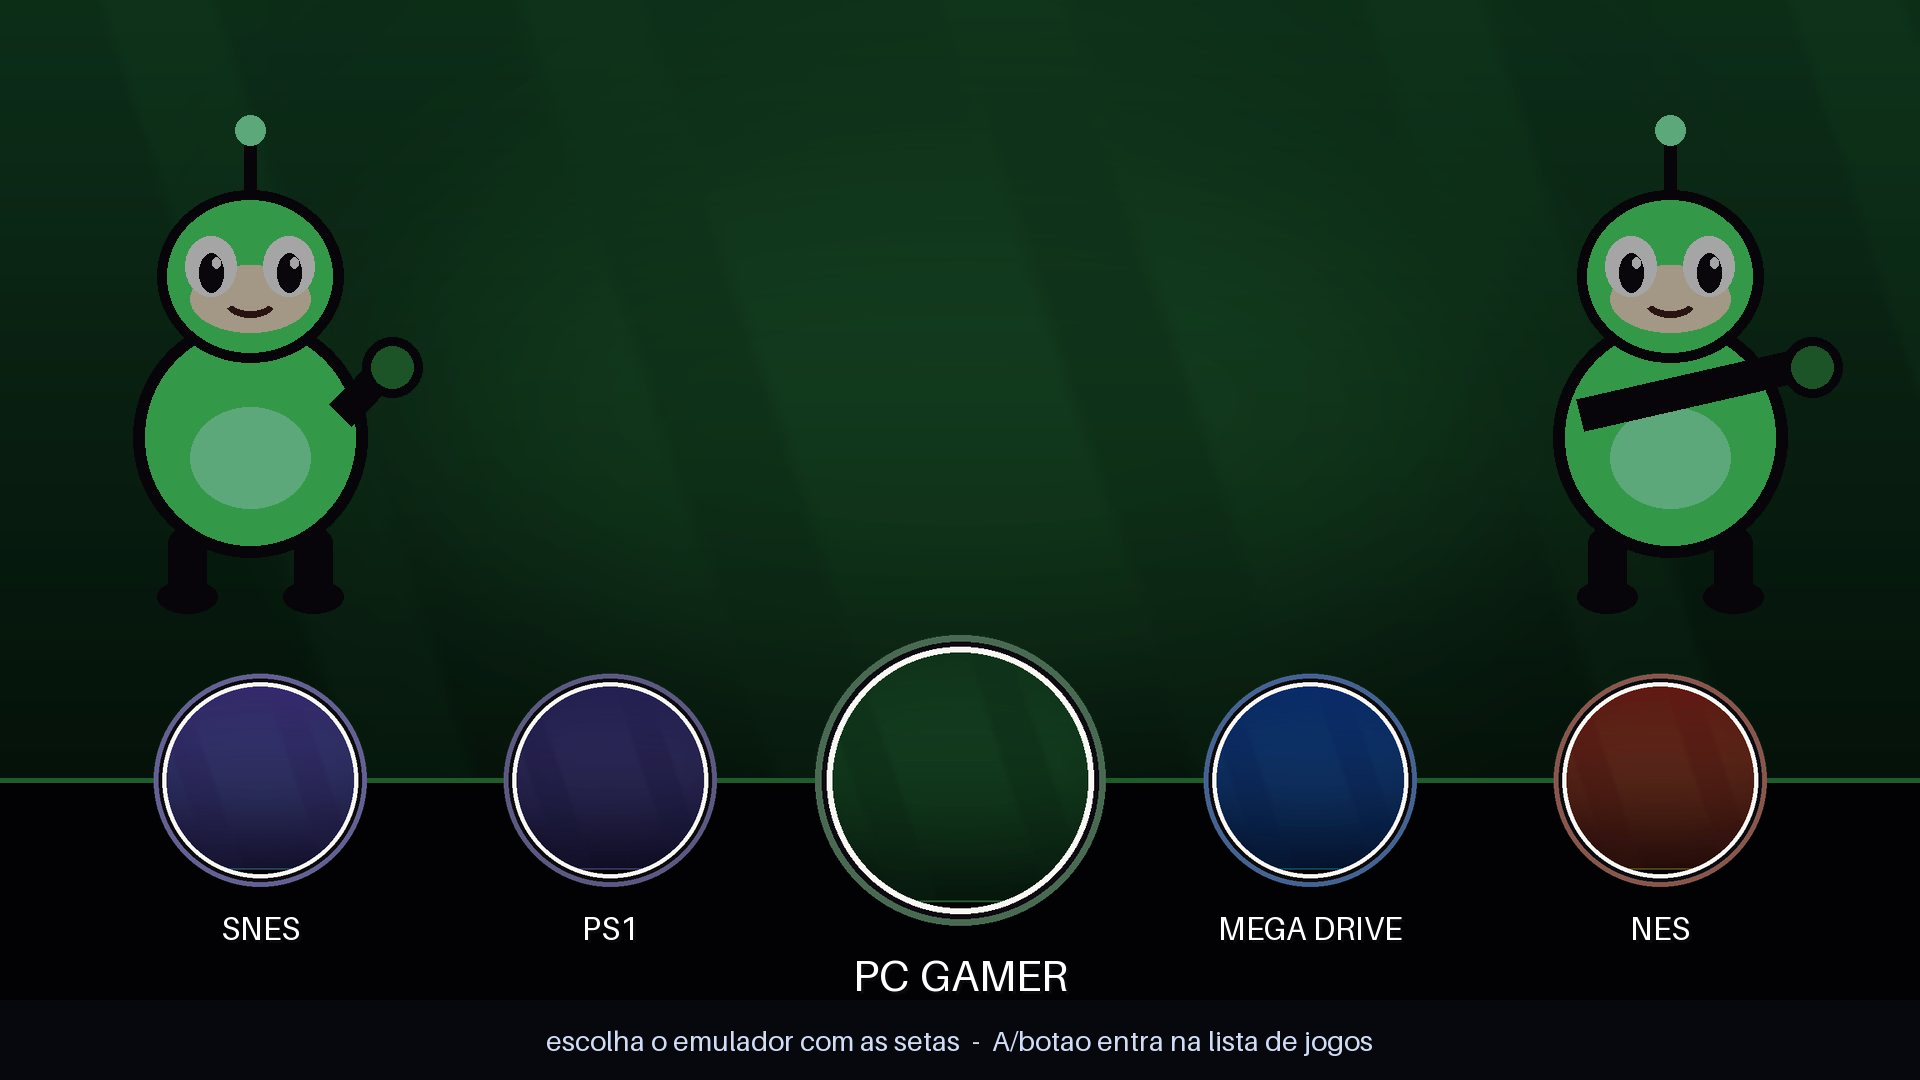 SNES
PS1
PC GAMER
MEGA DRIVE
NES
escolha o emulador com as setas - A/botao entra na lista de jogos